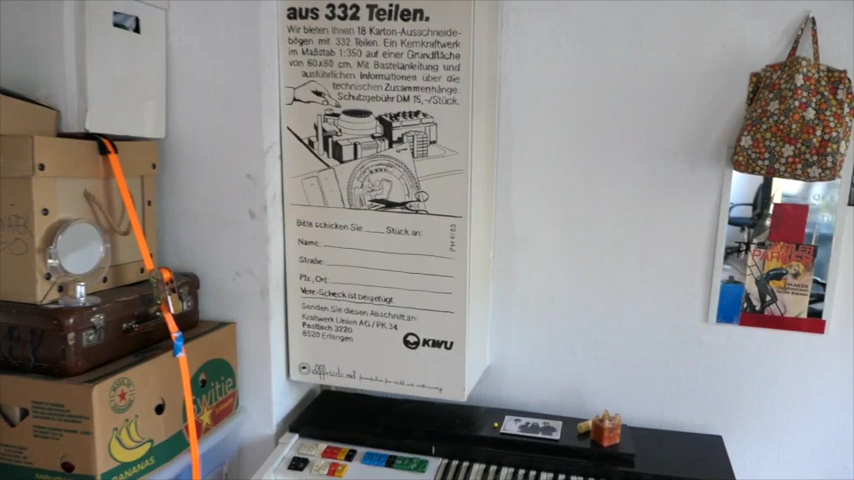 aus 332 Teilen.
Wir bieten Ihnen 18 Karton-Ausschneide-
bögen mit 332 Teilen. Ein Kernkraftwerk
im Maßstab 1:350 auf einer Grundfläche
von 60x80 cm. Mit Bastelanleitung und
ausführlichen Informationen über die
technischen Zusammenhänge.
Schutzgebühr DM 15,-/Stück.
Bitte schicken Sie ____ Stück an:
Name:
Straße:
Plz, Ort:
Verr.-Scheck ist beigefügt.
Senden Sie diesen Abschnitt an:
Kraftwerk Union AG/PK 34
Postfach 3220
8520 Erlangen
KWU
BANANAS
PARKER